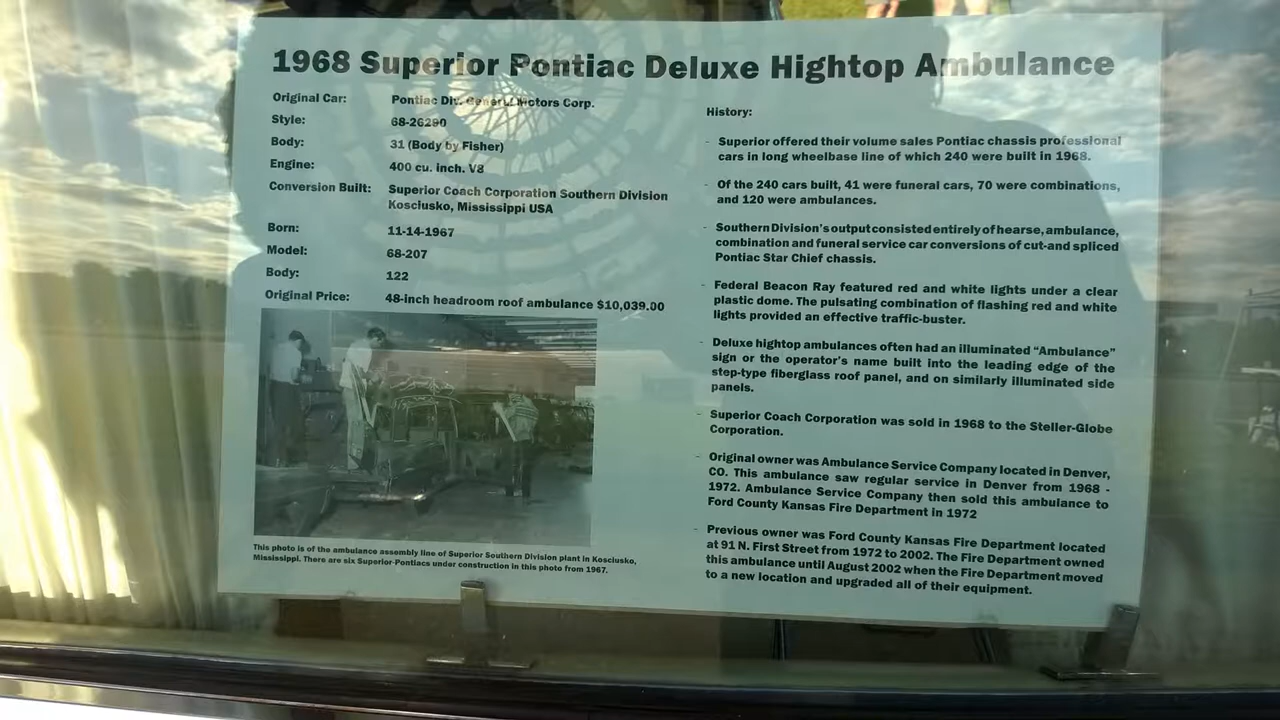 1968 Superior Pontiac Deluxe Hightop Ambulance
Original Car: Pontiac Div. General Motors Corp.
Style: 68-26290
Body: 31 (Body by Fisher)
Engine: 400 cu. inch. V8
Conversion Built: Superior Coach Corporation Southern Division
Kosciusko, Mississippi USA
Born: 11-14-1967
Model: 68-207
Body: 122
Original Price: 48-inch headroom roof ambulance $10,039.00
This photo is of the ambulance assembly line of Superior Southern Division plant in Kosciusko,
Mississippi. There are six Superior-Pontiacs under construction in this photo from 1967.
History:
- Superior offered their volume sales Pontiac chassis professional
cars in long wheelbase line of which 240 were built in 1968.
- Of the 240 cars built, 41 were funeral cars, 70 were combinations,
and 120 were ambulances.
- Southern Division's output consisted entirely of hearse, ambulance,
combination and funeral service car conversions of cut-and spliced
Pontiac Star Chief chassis.
- Federal Beacon Ray featured red and white lights under a clear
plastic dome. The pulsating combination of flashing red and white
lights provided an effective traffic-buster.
- Deluxe hightop ambulances often had an illuminated "Ambulance"
sign or the operator's name built into the leading edge of the
step-type fiberglass roof panel, and on similarly illuminated side
panels.
- Superior Coach Corporation was sold in 1968 to the Steller-Globe
Corporation.
- Original owner was Ambulance Service Company located in Denver,
CO. This ambulance saw regular service in Denver from 1968 -
1972. Ambulance Service Company then sold this ambulance to
Ford County Kansas Fire Department in 1972
- Previous owner was Ford County Kansas Fire Department located
at 91 N. First Street from 1972 to 2002. The Fire Department owned
this ambulance until August 2002 when the Fire Department moved
to a new location and upgraded all of their equipment.